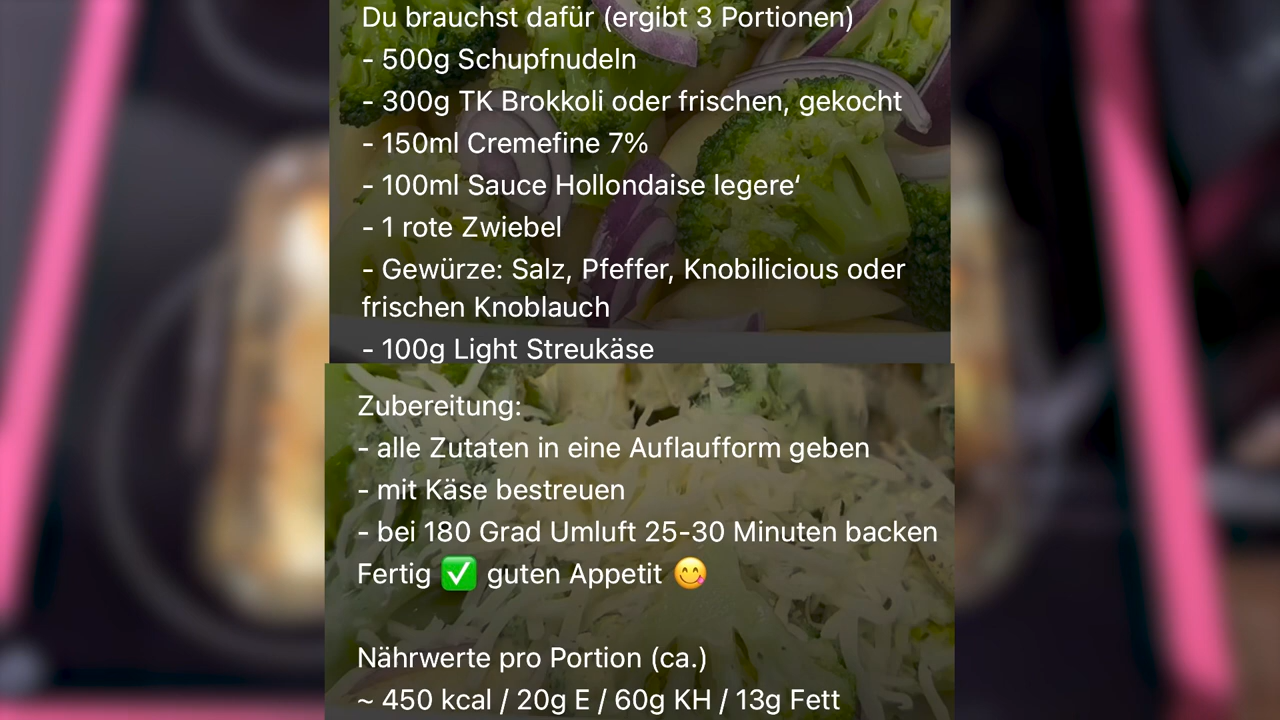 Du brauchst dafür (ergibt 3 Portionen)
- 500g Schupfnudeln
- 300g TK Brokkoli oder frischen, gekocht
- 150ml Cremefine 7%
- 100ml Sauce Hollondaise legere‘
- 1 rote Zwiebel
- Gewürze: Salz, Pfeffer, Knobilicious oder
frischen Knoblauch
- 100g Light Streukäse
Zubereitung:
- alle Zutaten in eine Auflaufform geben
- mit Käse bestreuen
- bei 180 Grad Umluft 25-30 Minuten backen
Fertig ✅ guten Appetit 😋
Nährwerte pro Portion (ca.)
~ 450 kcal / 20g E / 60g KH / 13g Fett